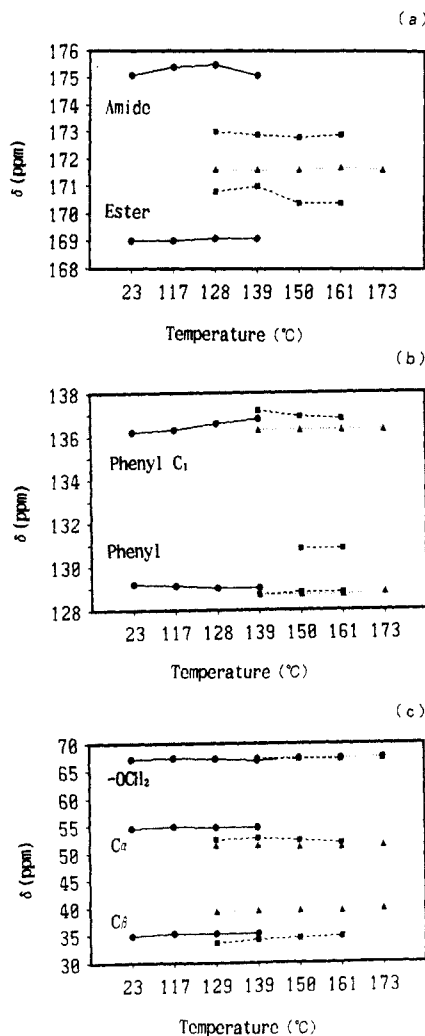 (a)
176
175
174
173
172
171
170
169
168
δ (ppm)
Amide
Ester
23 117 128 139 150 161 173
Temperature (℃)
(b)
138
136
134
132
130
128
δ (ppm)
Phenyl C₁
Phenyl
23 117 128 139 150 161 173
Temperature (℃)
(c)
70
65
60
55
50
45
40
35
30
δ (ppm)
-OCH₂
Cα
Cβ
23 117 128 139 150 161 173
Temperature (℃)